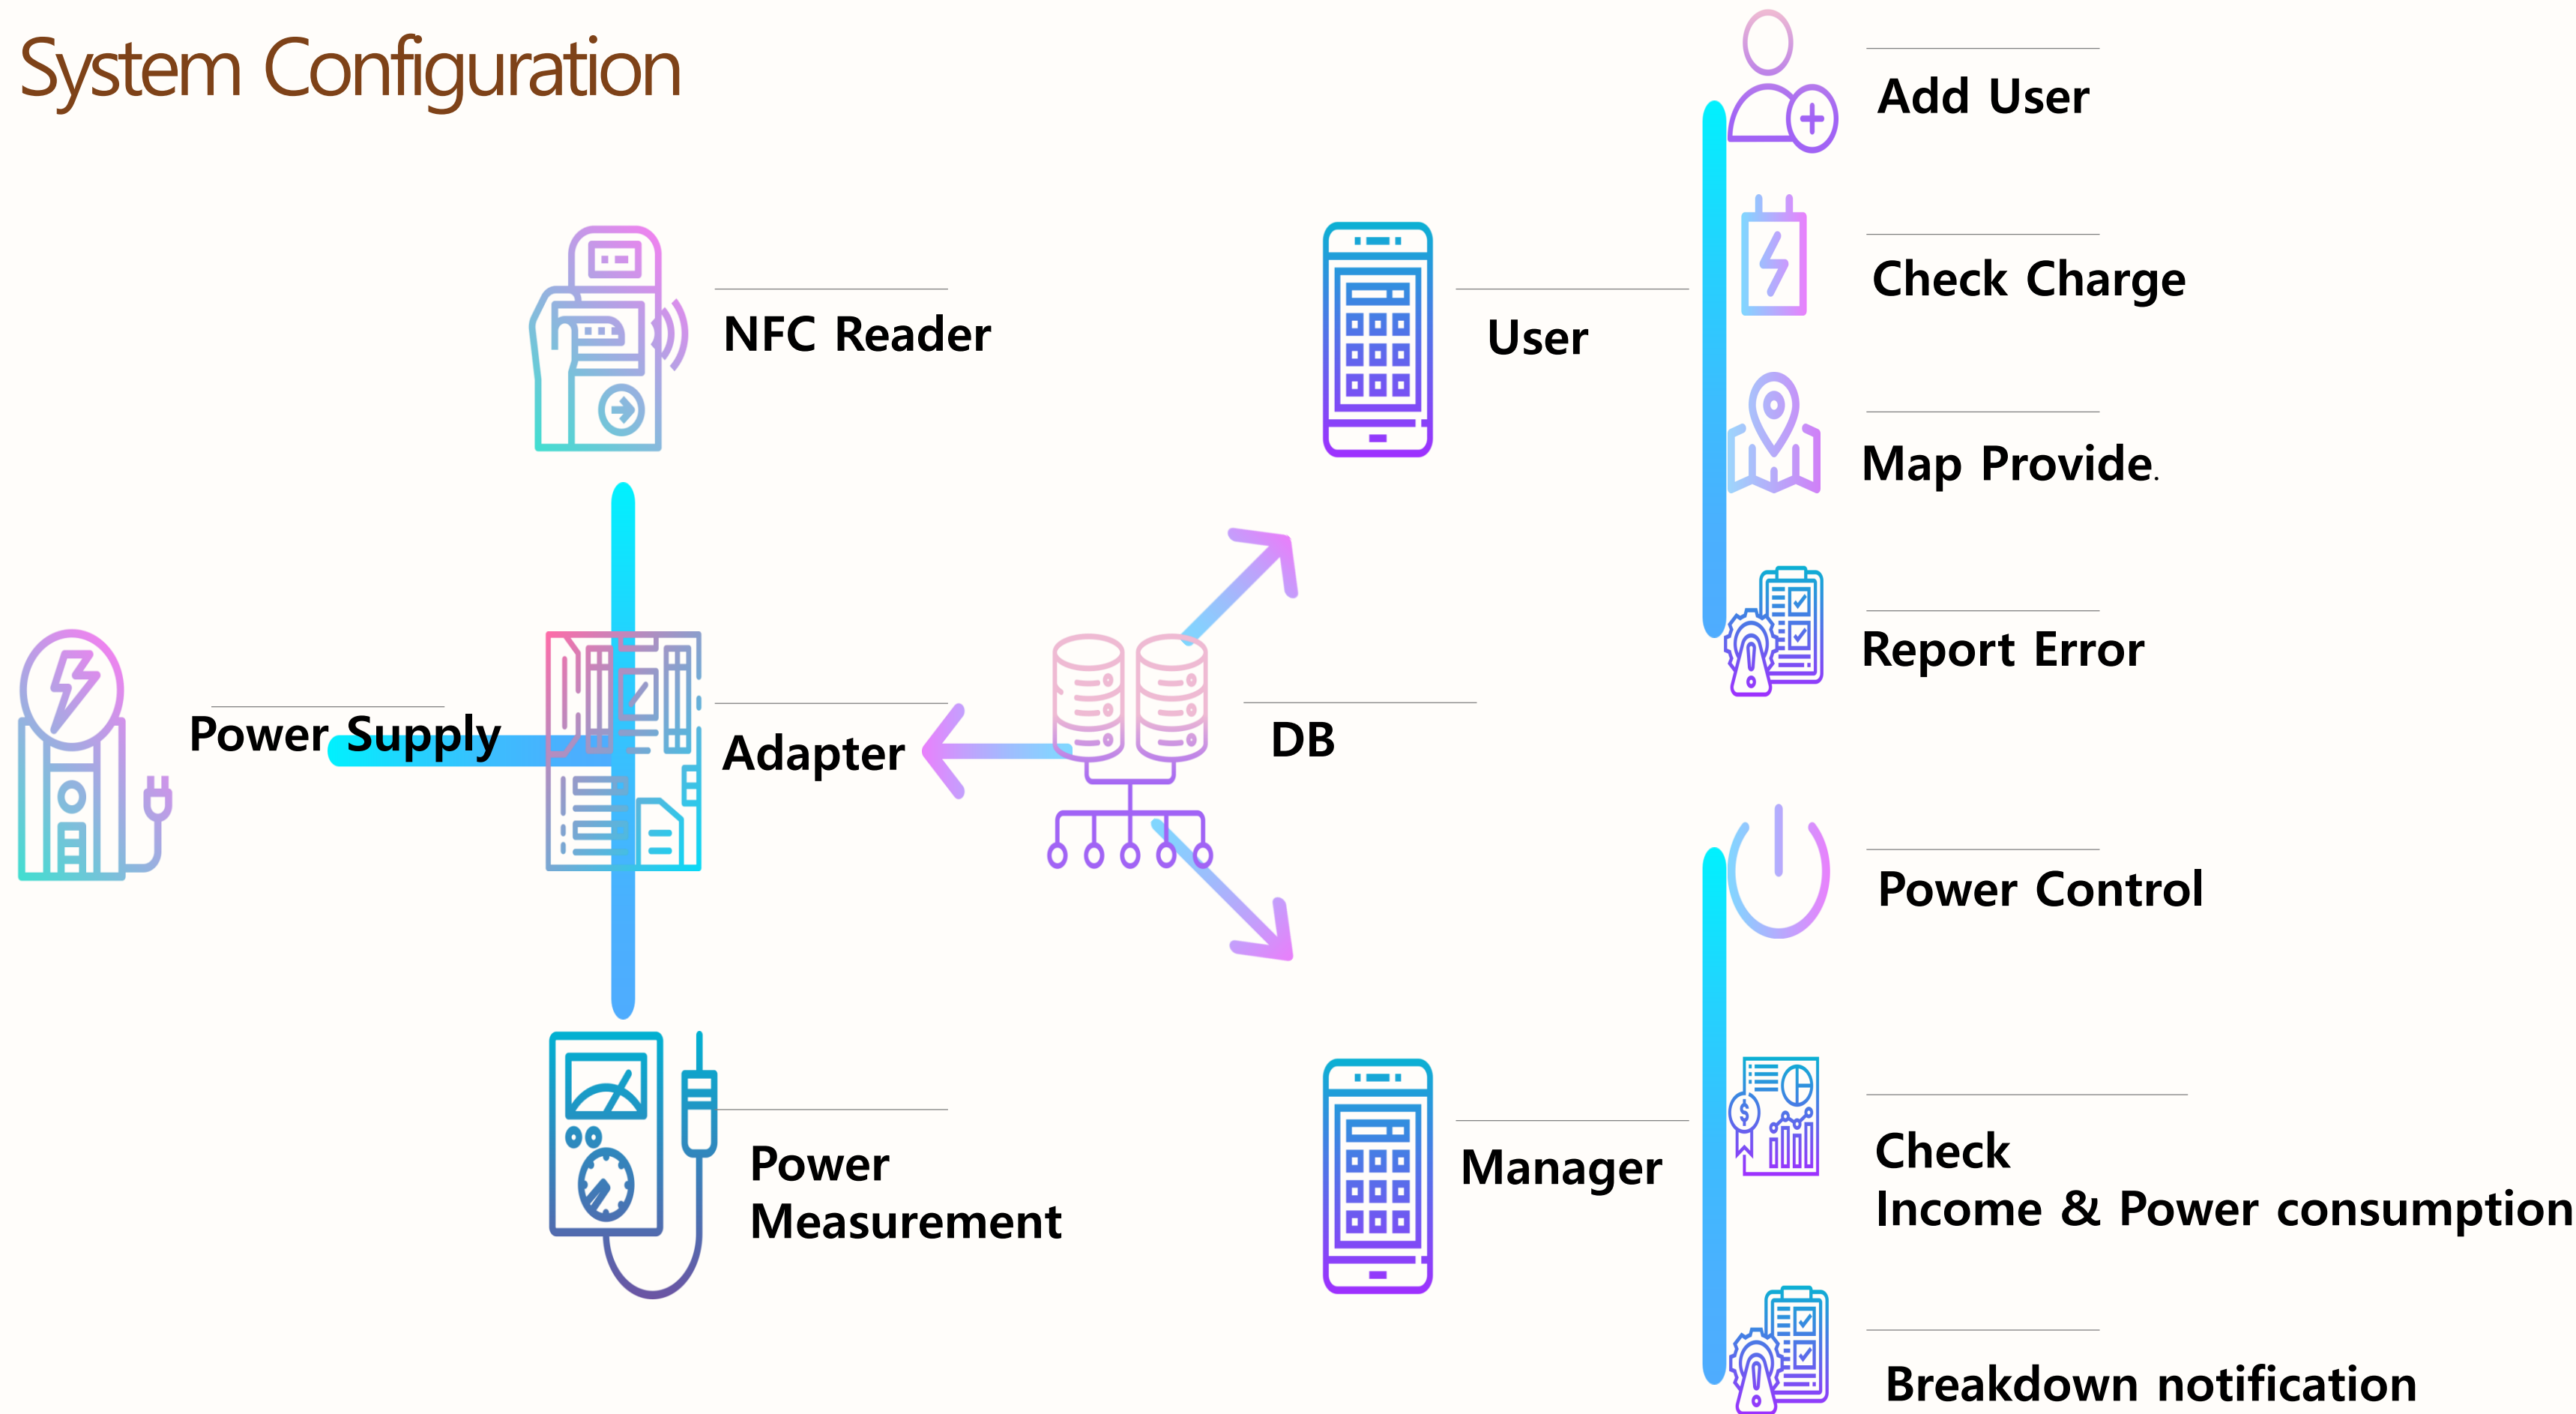 System Configuration
NFC Reader
Power Supply
Adapter
Power
Measurement
DB
User
Add User
Check Charge
Map Provide.
Report Error
Manager
Power Control
Check
Income & Power consumption
Breakdown notification